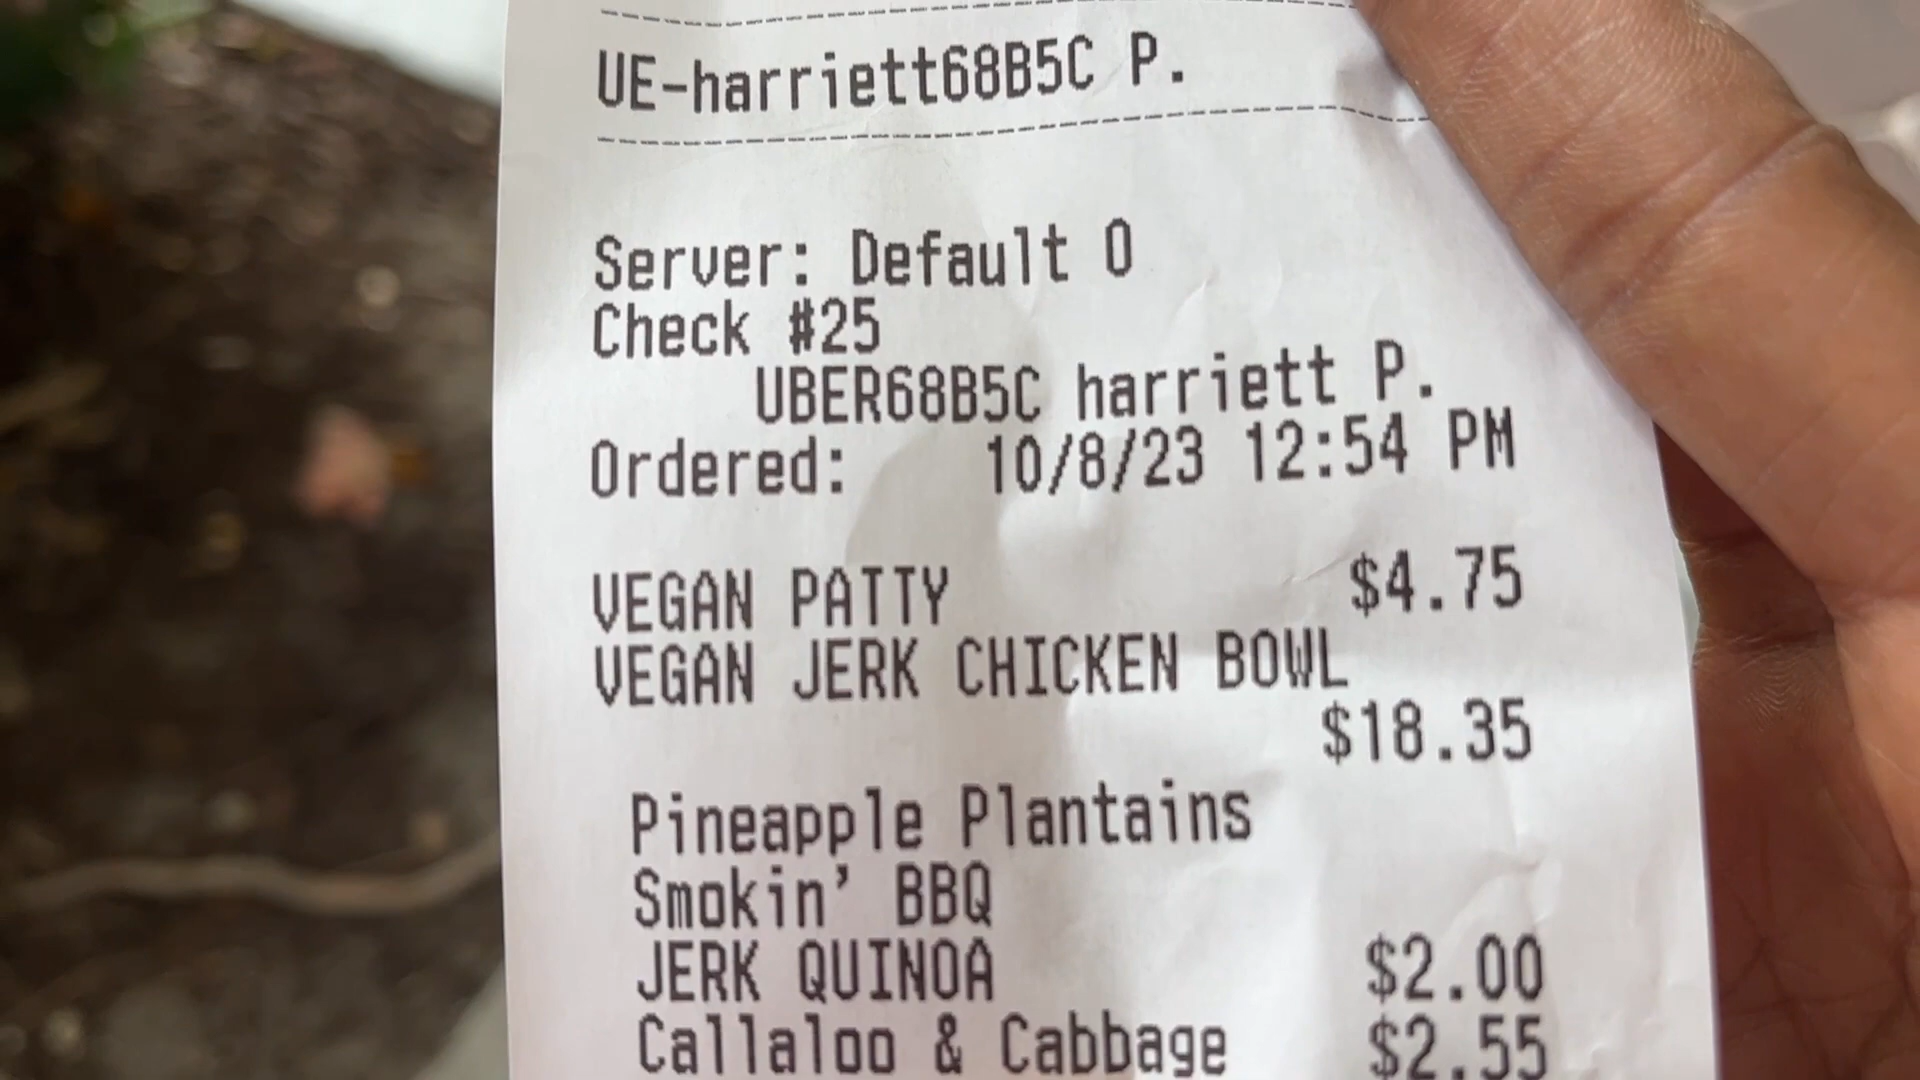 UE-harriett68B5C P.
Server: Default O
Check #25
UBER68B5C harriett P.
Ordered: 10/8/23 12:54 PM
VEGAN PATTY $4.75
VEGAN JERK CHICKEN BOWL
$18.35
Pineapple Plantains
Smokin' BBQ
JERK QUINOA $2.00
Callaloo & Cabbage $2.55